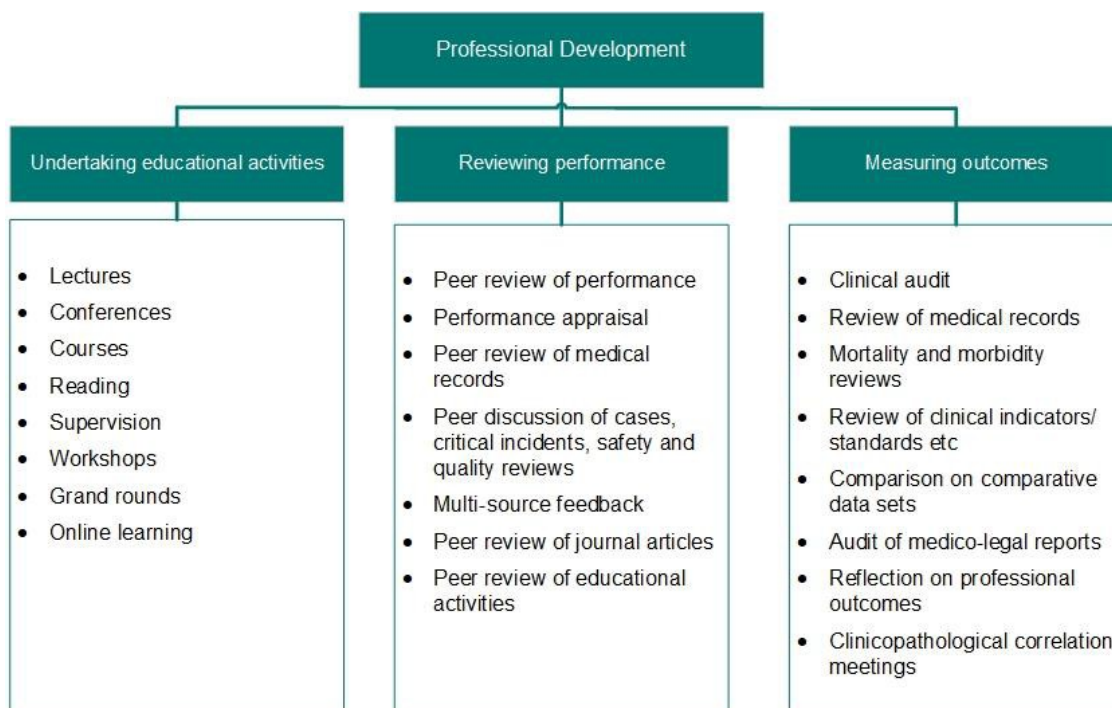 Professional Development
Undertaking educational activities
Lectures
Conferences
Courses
Reading
Supervision
Workshops
Grand rounds
Online learning
Reviewing performance
Peer review of performance
Performance appraisal
Peer review of medical
records
Peer discussion of cases,
critical incidents, safety and
quality reviews
Multi-source feedback
Peer review of journal articles
Peer review of educational
activities
Measuring outcomes
Clinical audit
Review of medical records
Mortality and morbidity
reviews
Review of clinical indicators/
standards etc
Comparison on comparative
data sets
Audit of medico-legal reports
Reflection on professional
outcomes
Clinicopathological correlation
meetings